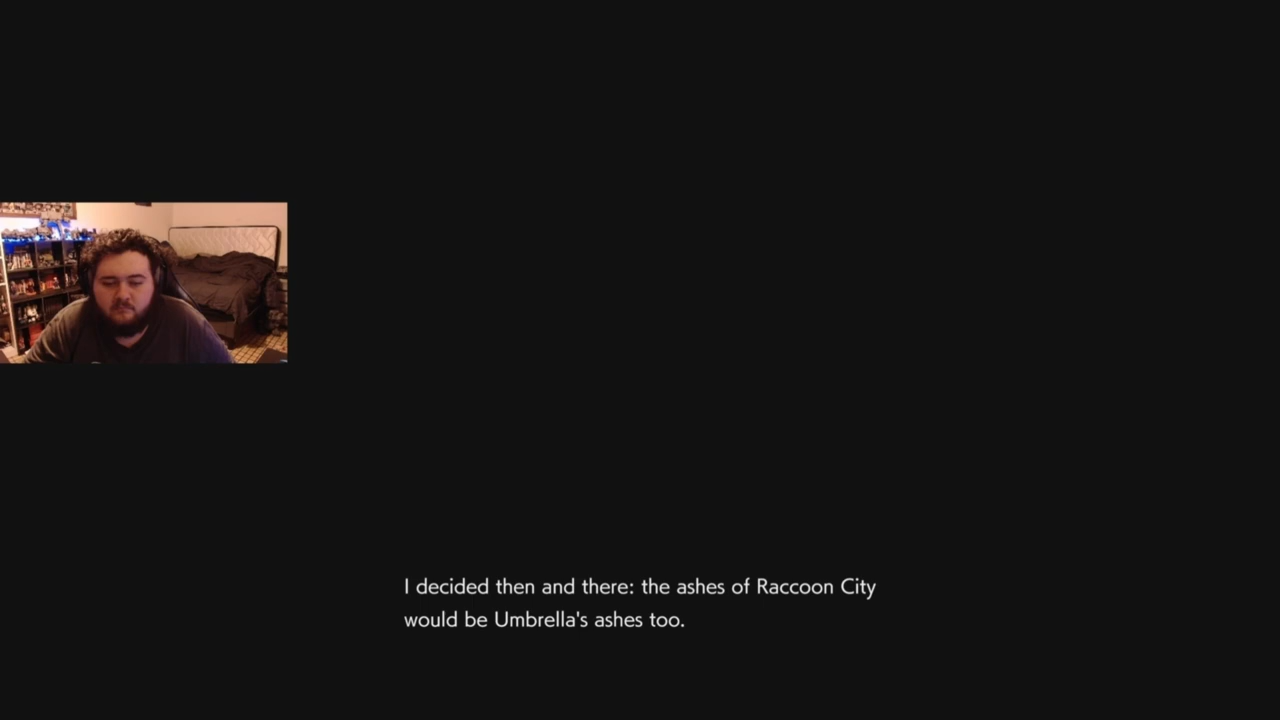 I decided then and there: the ashes of Raccoon City
would be Umbrella's ashes too.